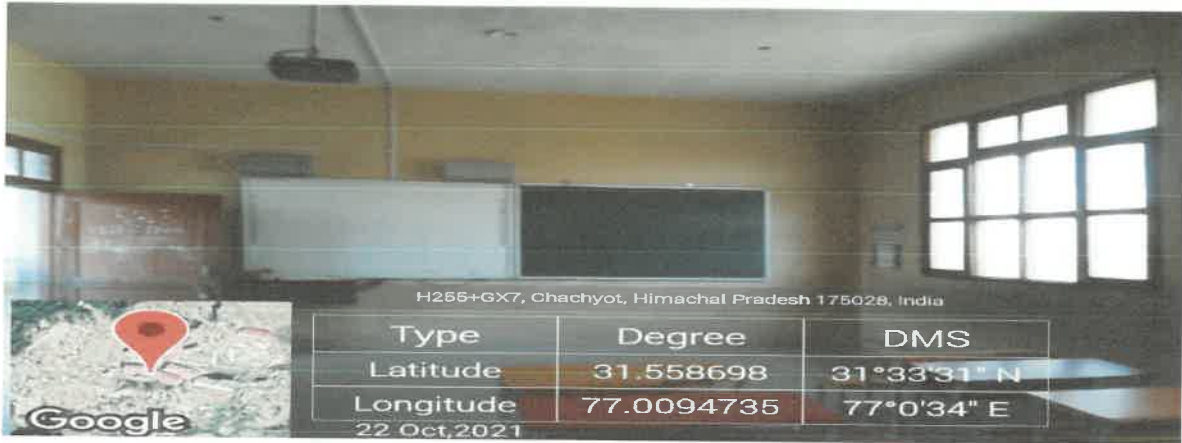 H255+GX7, Chachyot, Himachal Pradesh 175028, India
Type Degree DMS
Latitude 31.558698 31°33'31" N
Longitude 77.0094735 77°0'34" E
Google
22 Oct,2021